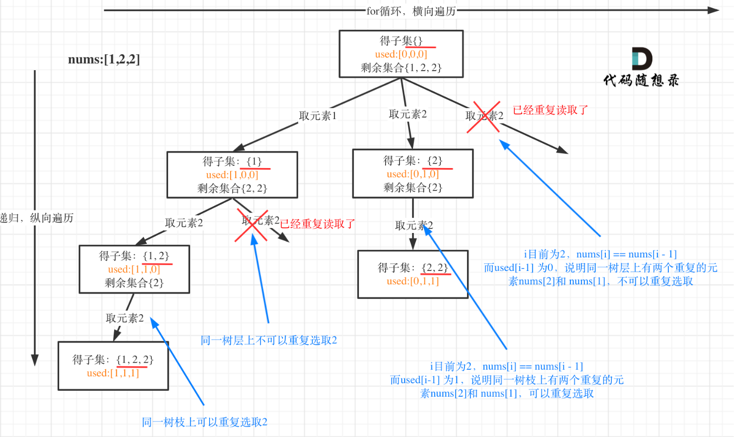 for循环，横向遍历
nums:[1,2,2]
得子集{}
used:[0,0,0]
剩余集合{1, 2, 2}
代码随想录
取元素1
取元素2
取元素2
已经重复读取了
得子集：{1}
used:[1,0,0]
剩余集合{2, 2}
得子集：{2}
used:[0,1,0]
剩余集合{2}
递归，纵向遍历
取元素2
取元素2
已经重复读取了
取元素2
得子集：{1, 2}
used:[1,1,0]
剩余集合{2}
得子集：{2, 2}
used:[0,1,1]
i目前为2，nums[i] == nums[i - 1]
而used[i-1] 为0，说明同一树层上有两个重复的元
素nums[2]和 nums[1]，不可以重复选取
取元素2
同一树层上不可以重复选取2
得子集：{1, 2, 2}
used:[1,1,1]
i目前为2，nums[i] == nums[i - 1]
而used[i-1] 为1，说明同一树枝上有两个重复的元
素nums[2]和 nums[1]，可以重复选取
同一树枝上可以重复选取2